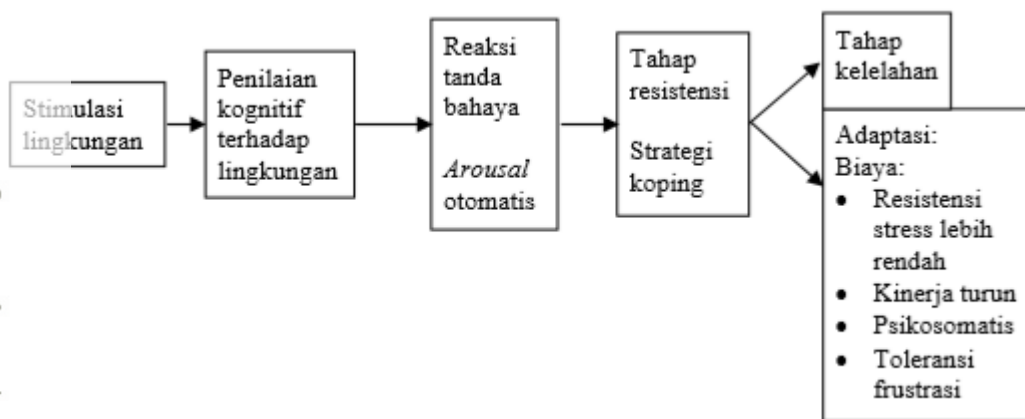 Stimulasi
lingkungan
Penilaian
kognitif
terhadap
lingkungan
Reaksi
tanda
bahaya
Arousal
otomatis
Tahap
resistensi
Strategi
koping
Tahap
kelelahan
Adaptasi:
Biaya:
• Resistensi
stress lebih
rendah
• Kinerja turun
• Psikosomatis
• Toleransi
frustrasi